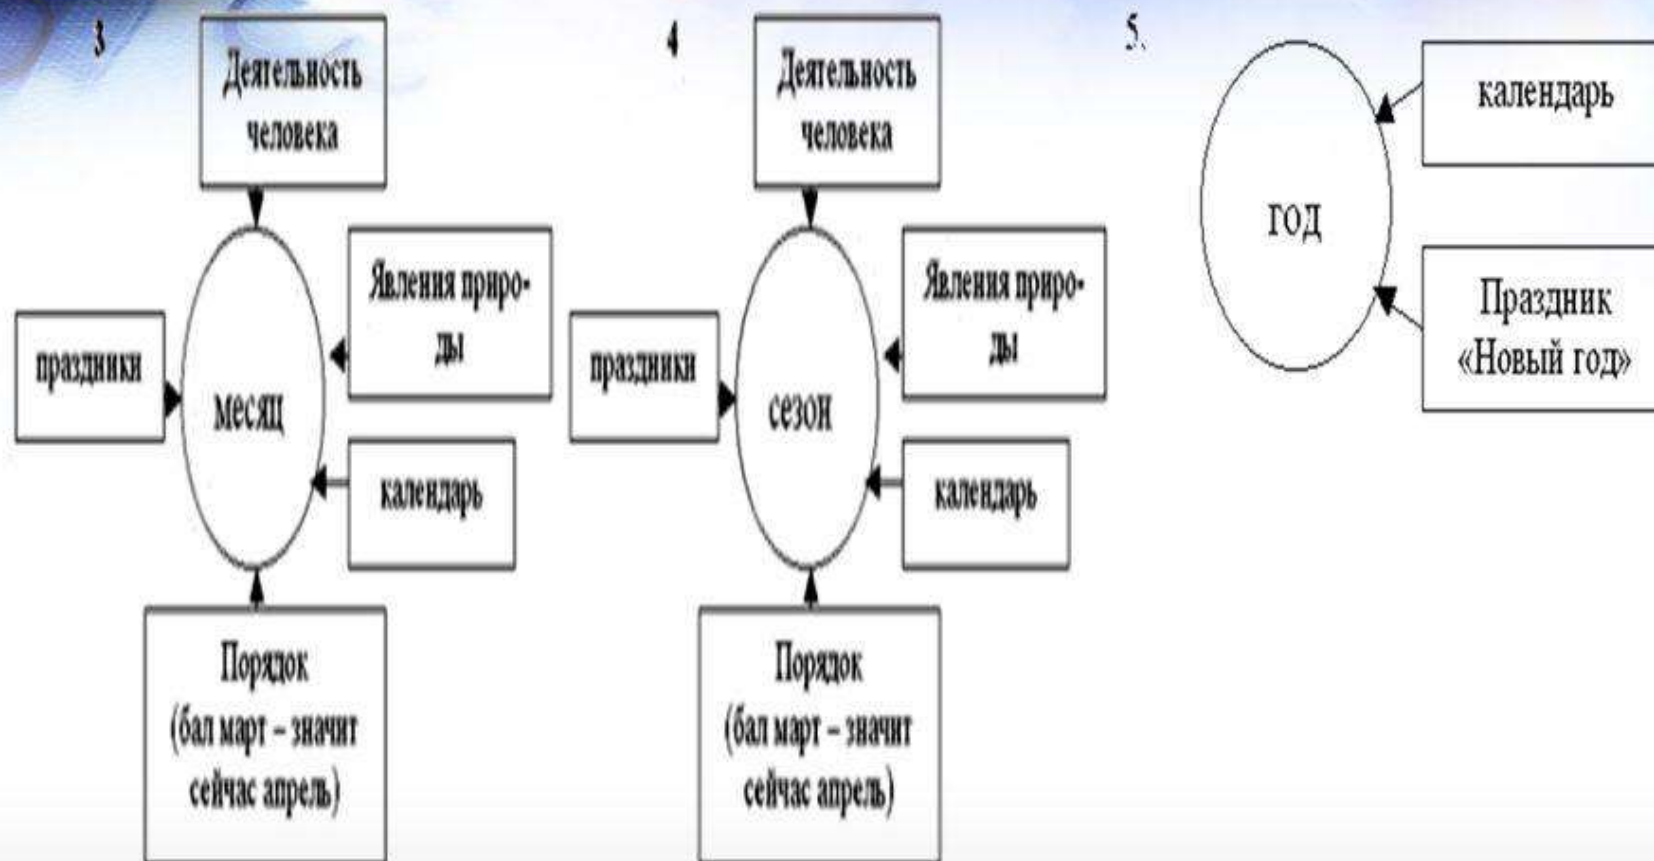 3
Деятельность
человека
праздники
месяц
Явления приро-
ды
календарь
Порядок
(бал март – значит
сейчас апрель)
4
Деятельность
человека
праздники
сезон
Явления приро-
ды
календарь
Порядок
(бал март – значит
сейчас апрель)
5.
год
календарь
Праздник
«Новый год»